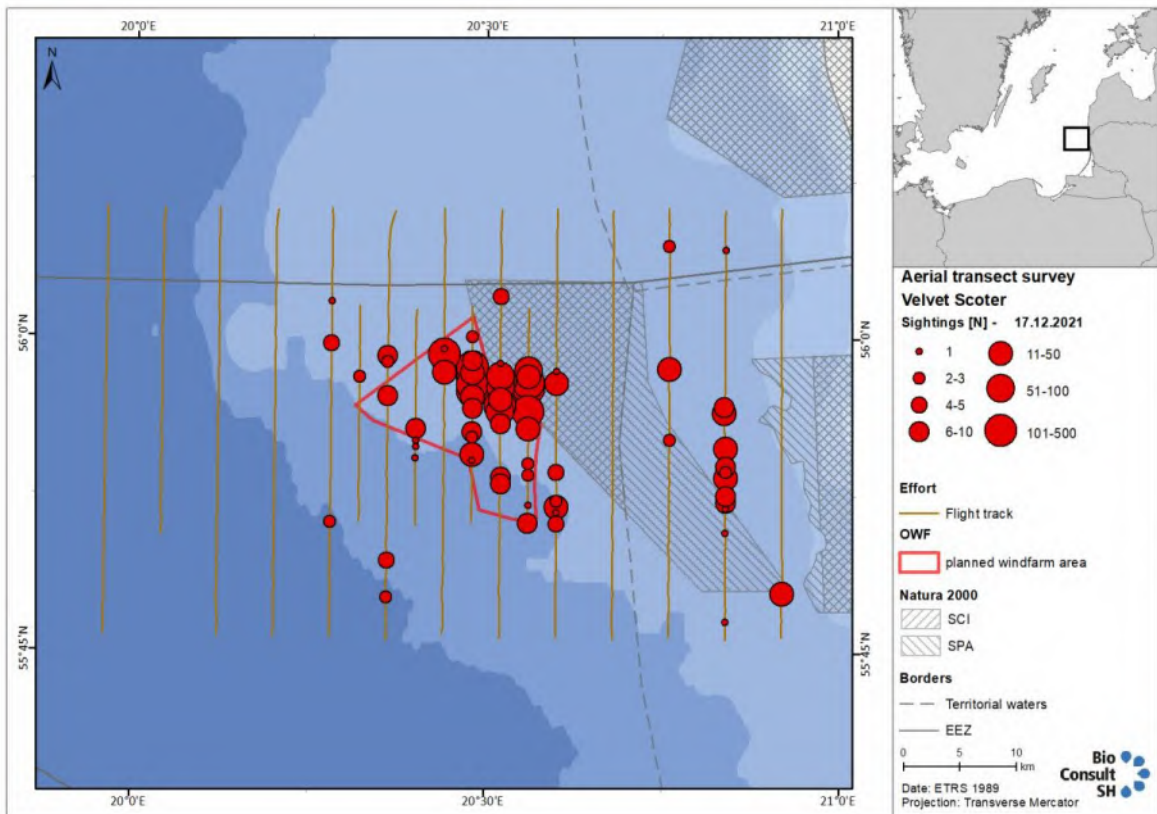 20°0'E
20°30'E
21°0'E
N
56°0'N
56°0'N
55°45'N
55°45'N
20°0'E
20°30'E
21°0'E
Aerial transect survey
Velvet Scoter
Sightings [N] - 17.12.2021
1
11-50
2-3
51-100
4-5
6-10
101-500
Effort
Flight track
OWF
planned windfarm area
Natura 2000
SCI
SPA
Borders
Territorial waters
EEZ
0 5 10
km
Bio
Consult
SH
Date: ETRS 1989
Projection: Transverse Mercator